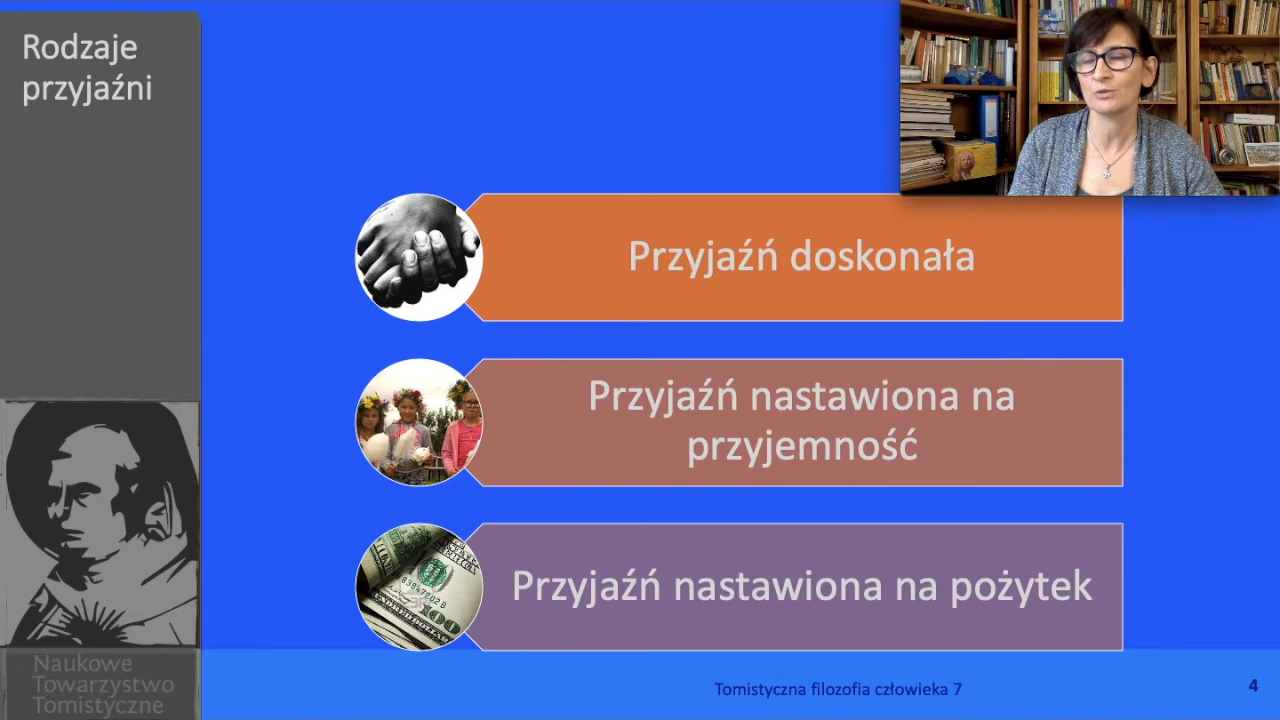 Rodzaje
przyjaźni
Przyjaźń doskonała
Przyjaźń nastawiona na
przyjemność
Przyjaźń nastawiona na pożytek
Naukowe
Towarzystwo
Tomistyczne
Tomistyczna filozofia człowieka 7
4